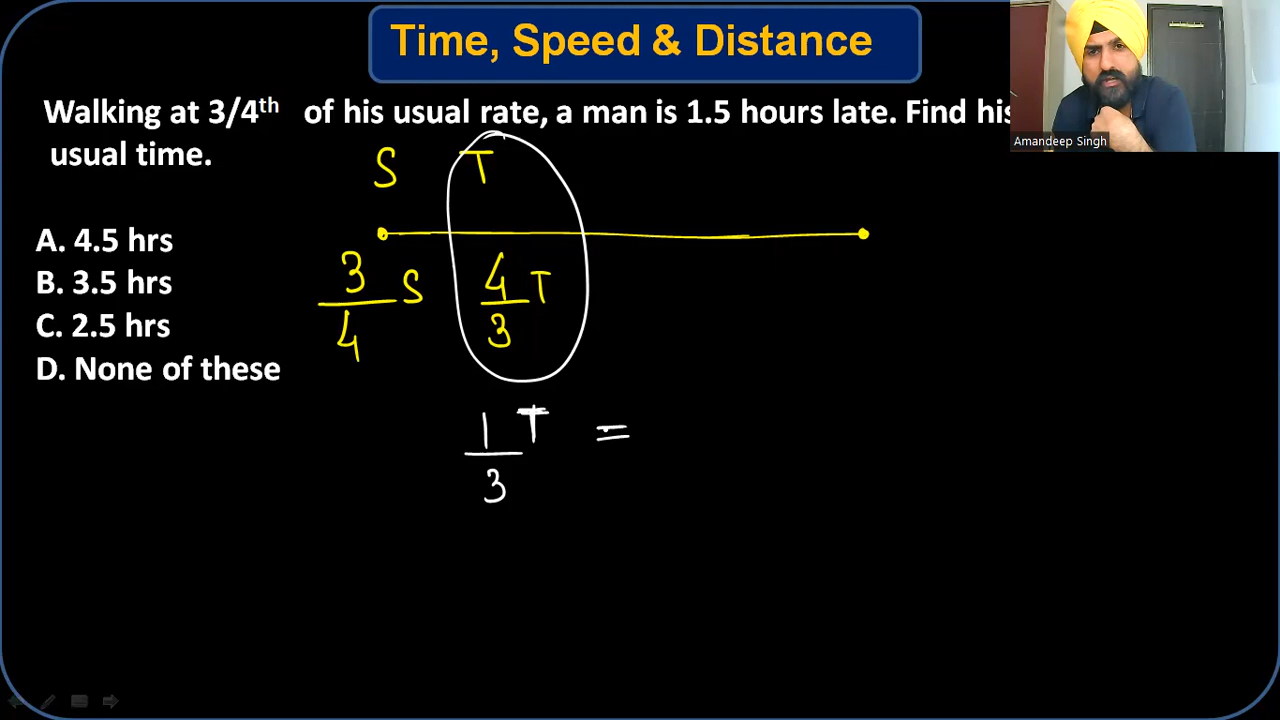 Time, Speed & Distance
Amandeep Singh
Walking at 3/4th of his usual rate, a man is 1.5 hours late. Find his
usual time.
S T
A. 4.5 hrs
B. 3.5 hrs
C. 2.5 hrs
D. None of these
3/4 S 4/3 T
1/3 T =